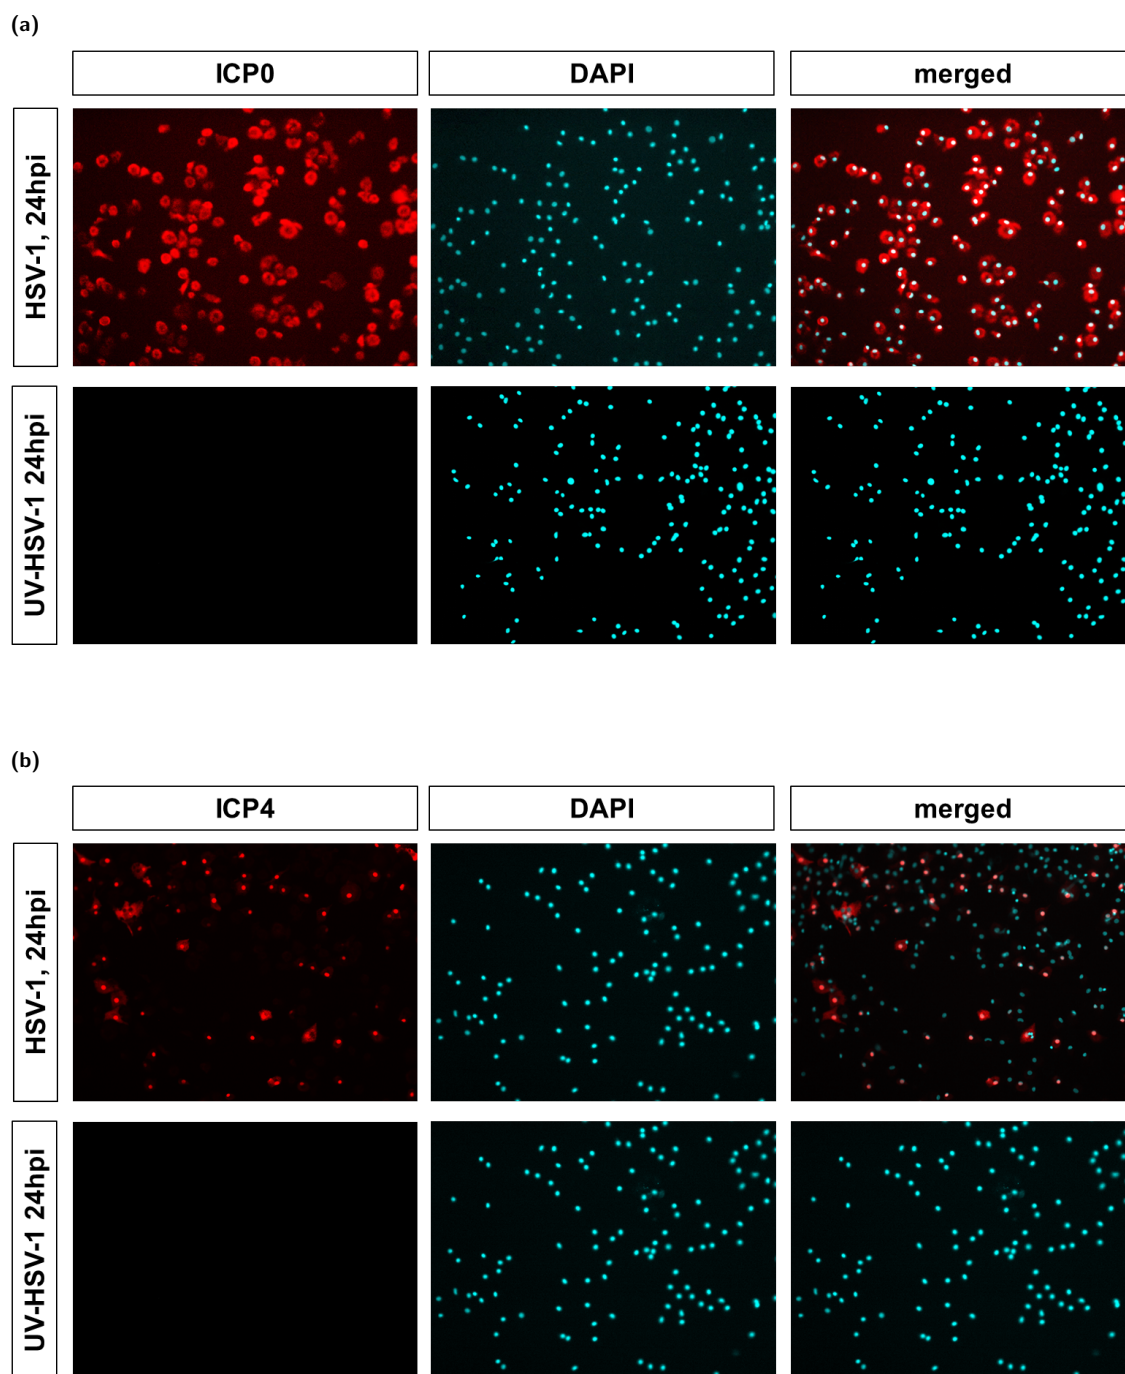 (a)
ICP0 DAPI merged
HSV-1, 24hpi
UV-HSV-1 24hpi
(b)
ICP4 DAPI merged
HSV-1, 24hpi
UV-HSV-1 24hpi